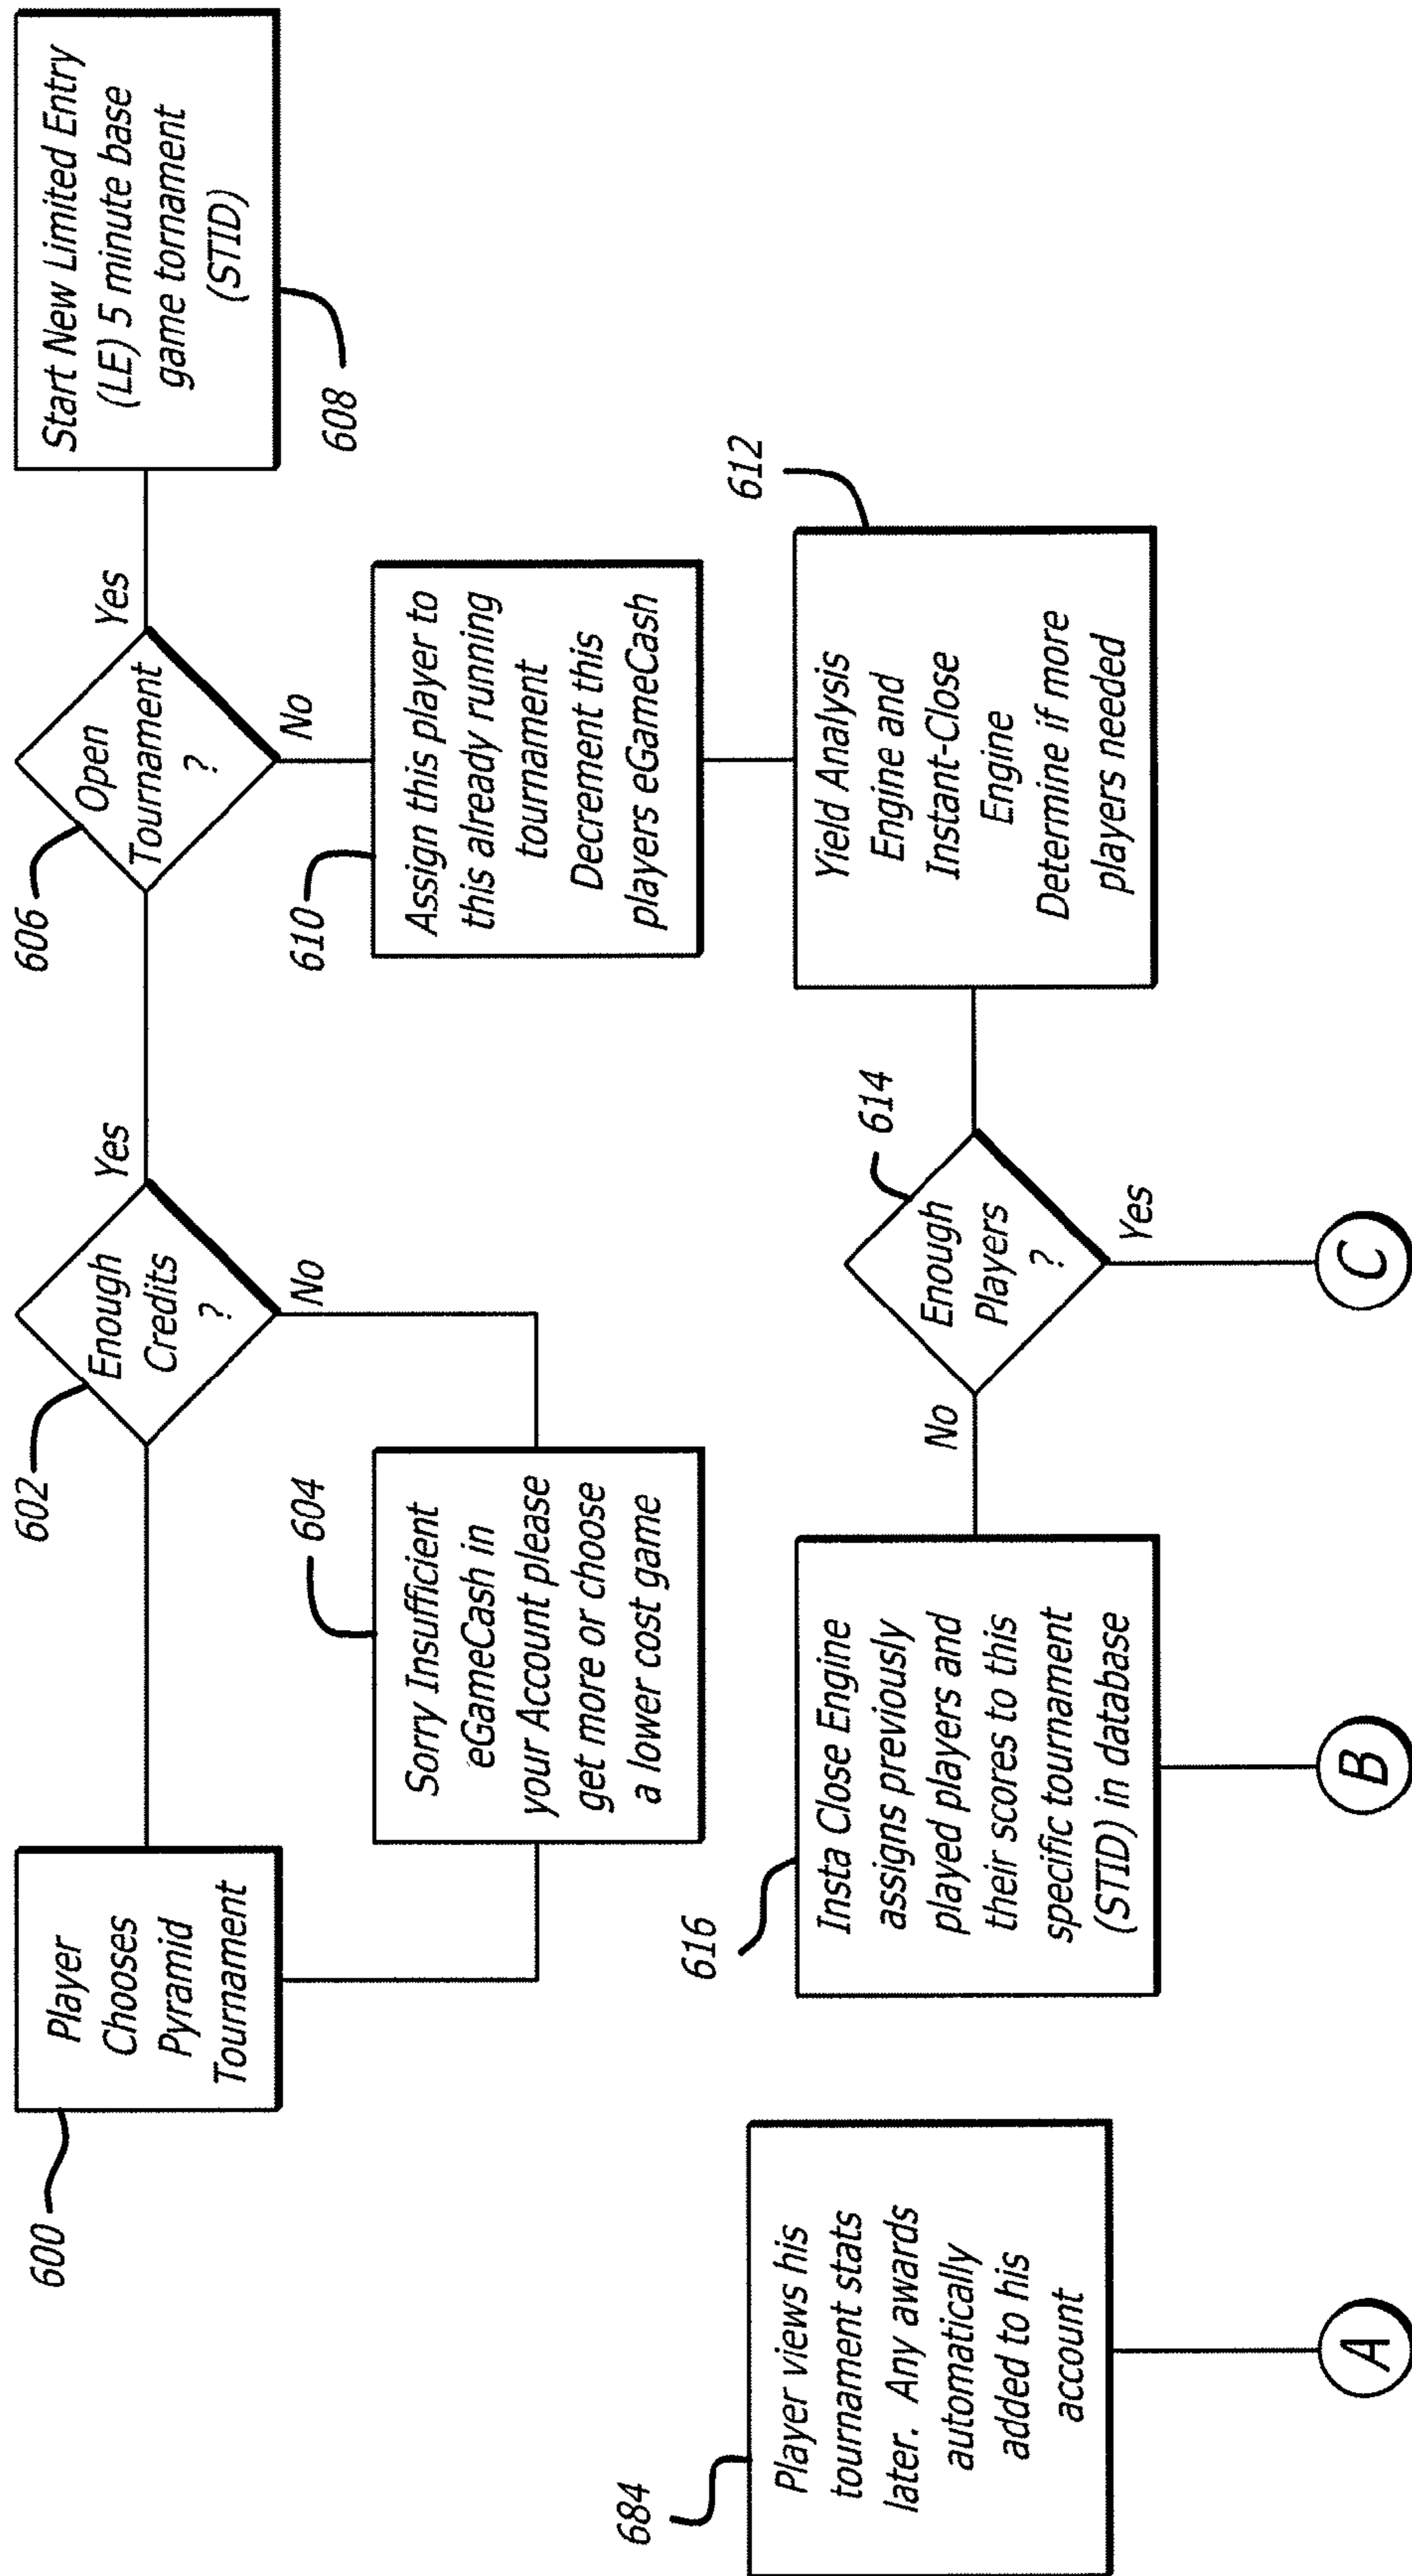 600
Player
Chooses
Pyramid
Tournament
602
Enough
Credits
?
Yes
No
604
Sorry Insufficient
eGameCash in
your Account please
get more or choose
a lower cost game
606
Open
Tournament
?
Yes
No
Start New Limited Entry
(LE) 5 minute base
game tornament
(STID)
608
610
Assign this player to
this already running
tournament
Decrement this
players eGameCash
612
Yield Analysis
Engine and
Instant-Close
Engine
Determine if more
players needed
614
Enough
Players
?
No
Yes
616
Insta Close Engine
assigns previously
played players and
their scores to this
specific tournament
(STID) in database
684
Player views his
tournament stats
later. Any awards
automatically
added to his
account
A
B
C